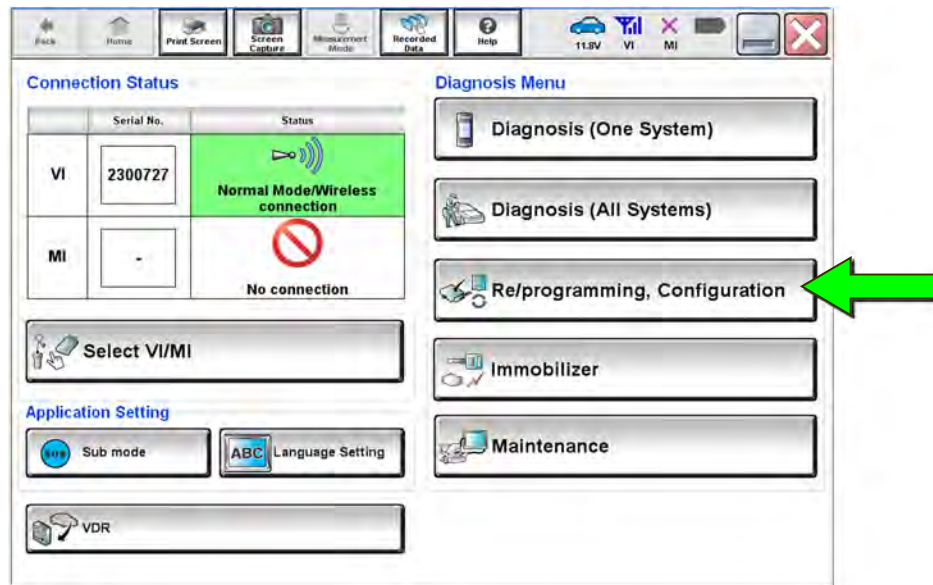 Back
Home
Print Screen
Screen
Capture
Measurement
Mode
Recorded
Data
Help
11.8V
VI
MI
Connection Status
Serial No.
Status
VI
2300727
Normal Mode/Wireless
connection
MI
-
No connection
Select VI/MI
Application Setting
SUB
Sub mode
ABC
Language Setting
VDR
Diagnosis Menu
Diagnosis (One System)
Diagnosis (All Systems)
Re/programming, Configuration
Immobilizer
Maintenance